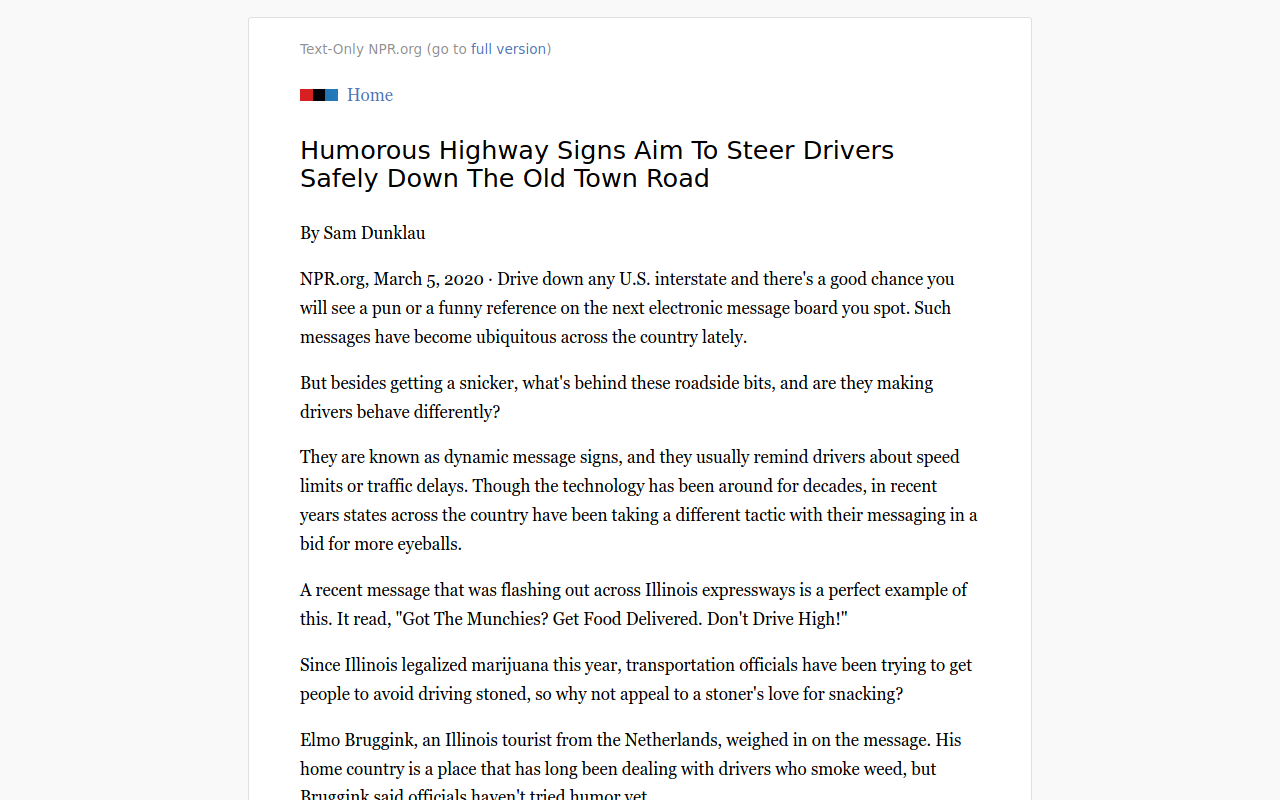 Text-Only NPR.org (go to full version)
Home
Humorous Highway Signs Aim To Steer Drivers
Safely Down The Old Town Road
By Sam Dunklau
NPR.org, March 5, 2020 · Drive down any U.S. interstate and there's a good chance you
will see a pun or a funny reference on the next electronic message board you spot. Such
messages have become ubiquitous across the country lately.
But besides getting a snicker, what's behind these roadside bits, and are they making
drivers behave differently?
They are known as dynamic message signs, and they usually remind drivers about speed
limits or traffic delays. Though the technology has been around for decades, in recent
years states across the country have been taking a different tactic with their messaging in a
bid for more eyeballs.
A recent message that was flashing out across Illinois expressways is a perfect example of
this. It read, "Got The Munchies? Get Food Delivered. Don't Drive High!"
Since Illinois legalized marijuana this year, transportation officials have been trying to get
people to avoid driving stoned, so why not appeal to a stoner's love for snacking?
Elmo Bruggink, an Illinois tourist from the Netherlands, weighed in on the message. His
home country is a place that has long been dealing with drivers who smoke weed, but
Bruggink said officials haven't tried humor yet.